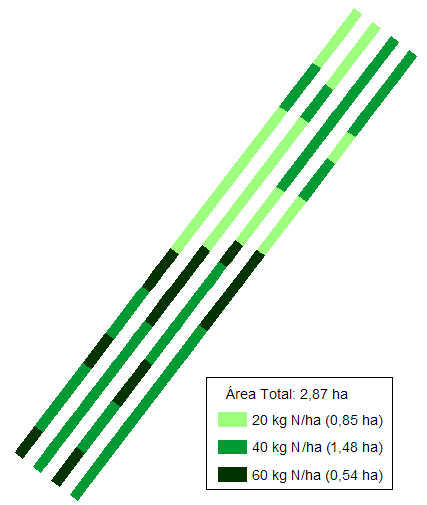 Área Total: 2,87 ha
20 kg N/ha (0,85 ha)
40 kg N/ha (1,48 ha)
60 kg N/ha (0,54 ha)